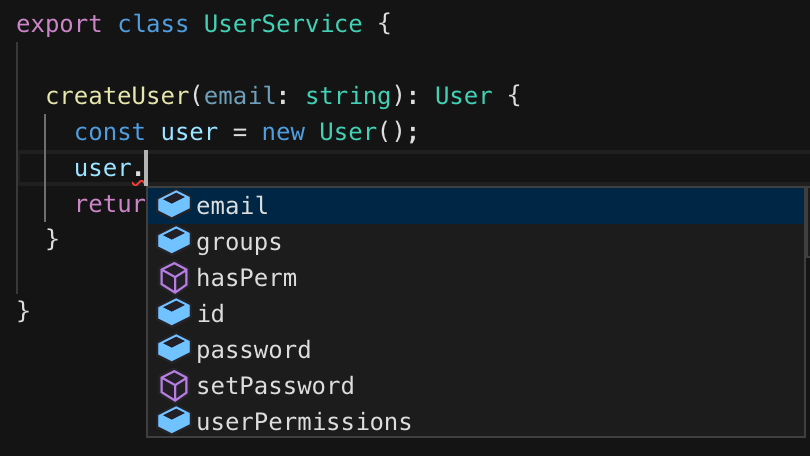 export class UserService {
createUser(email: string): User {
const user = new User();
user.
retur
email
groups
hasPerm
id
password
setPassword
userPermissions
}
}